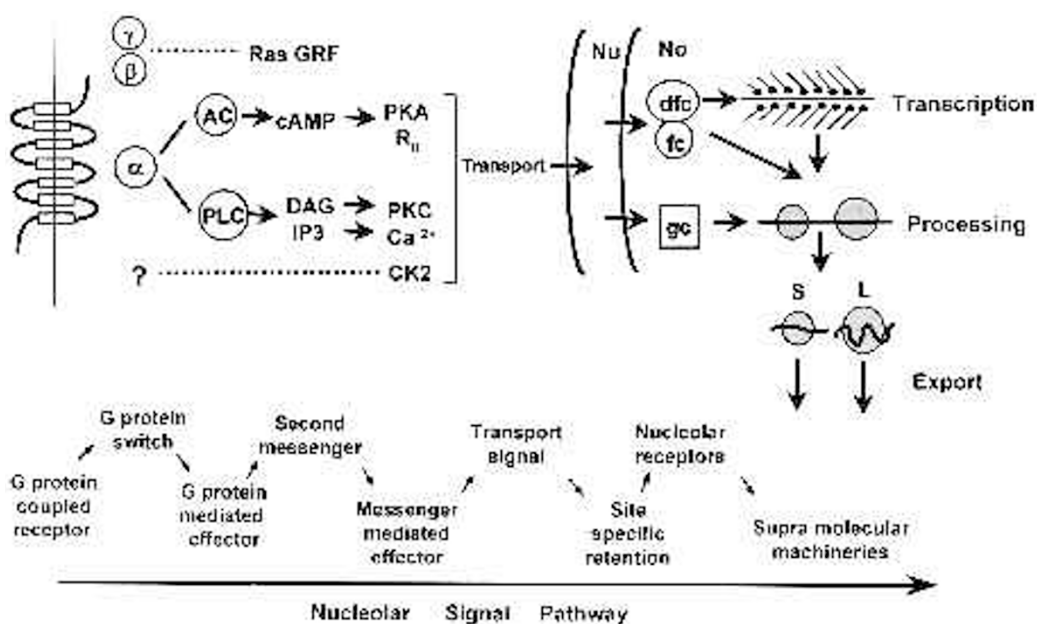 γ
β
Ras GRF
Nu
No
dfc
fc
Transcription
AC
cAMP
PKA
RII
α
Transport
PLC
DAG
IP3
PKC
Ca 2+
gc
Processing
?
CK2
S
L
Export
G protein
switch
Second
messenger
Transport
signal
Nucleolar
receptors
G protein
coupled
receptor
G protein
mediated
effector
Messenger
mediated
effector
Site
specific
retention
Supra molecular
machineries
Nucleolar Signal Pathway